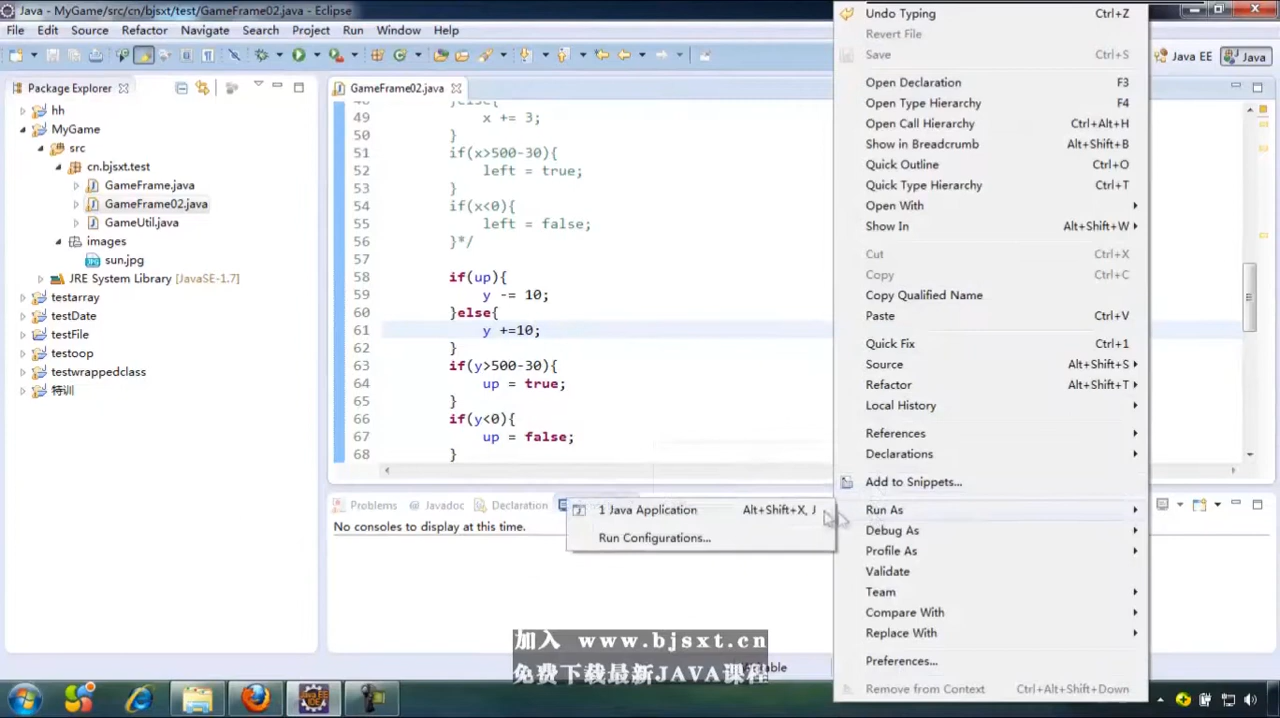 Java - MyGame/src/cn/bjsxt/test/GameFrame02.java - Eclipse
File Edit Source Refactor Navigate Search Project Run Window Help
Java EE
Java
Package Explorer
hh
MyGame
src
cn.bjsxt.test
GameFrame.java
GameFrame02.java
GameUtil.java
images
sun.jpg
JRE System Library [JavaSE-1.7]
testarray
testDate
testFile
testoop
testwrappedclass
特训
GameFrame02.java
48 }else{
49 x += 3;
50 }
51 if(x>500-30){
52 left = true;
53 }
54 if(x<0){
55 left = false;
56 }*/
57
58 if(up){
59 y -= 10;
60 }else{
61 y +=10;
62 }
63 if(y>500-30){
64 up = true;
65 }
66 if(y<0){
67 up = false;
68 }
Problems @ Javadoc Declaration
No consoles to display at this time.
1 Java Application Alt+Shift+X, J
Run Configurations...
Undo Typing Ctrl+Z
Revert File
Save Ctrl+S
Open Declaration F3
Open Type Hierarchy F4
Open Call Hierarchy Ctrl+Alt+H
Show in Breadcrumb Alt+Shift+B
Quick Outline Ctrl+O
Quick Type Hierarchy Ctrl+T
Open With
Show In Alt+Shift+W
Cut Ctrl+X
Copy Ctrl+C
Copy Qualified Name
Paste Ctrl+V
Quick Fix Ctrl+1
Source Alt+Shift+S
Refactor Alt+Shift+T
Local History
References
Declarations
Add to Snippets...
Run As
Debug As
Profile As
Validate
Team
Compare With
Replace With
Preferences...
Remove from Context Ctrl+Alt+Shift+Down
加入 www.bjsxt.cn
免费下载最新JAVA课程